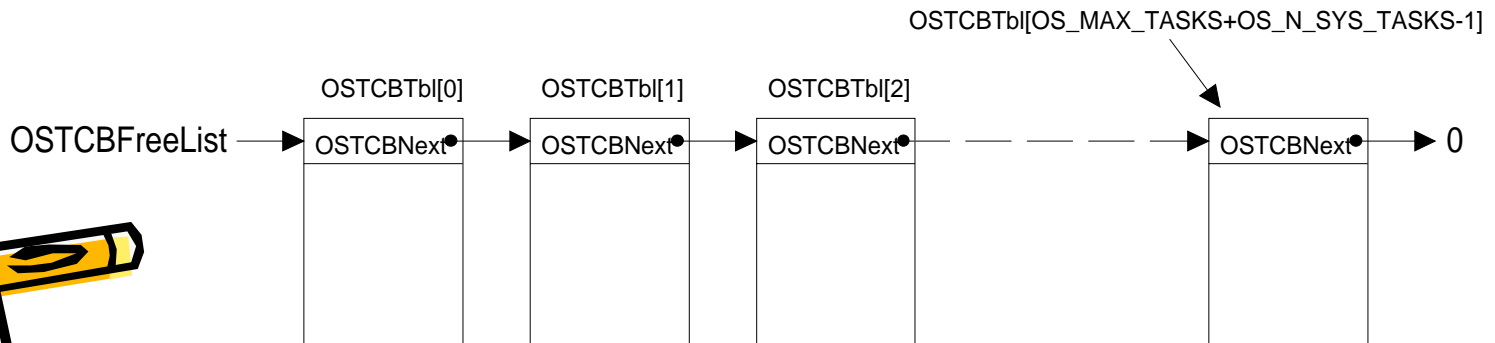 OSTCBTbl[OS_MAX_TASKS+OS_N_SYS_TASKS-1]
OSTCBTbl[0] OSTCBTbl[1] OSTCBTbl[2]
OSTCBFreeList OSTCBNext OSTCBNext OSTCBNext OSTCBNext 0